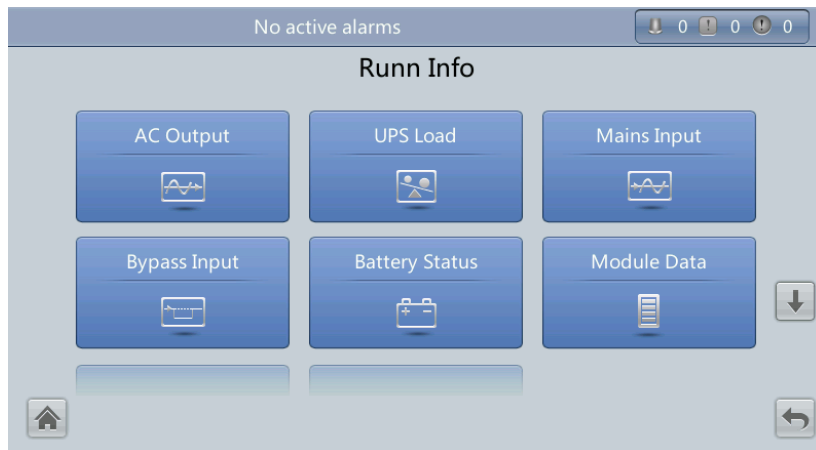 No active alarms
0 0 0
Runn Info
AC Output UPS Load Mains Input
Bypass Input Battery Status Module Data